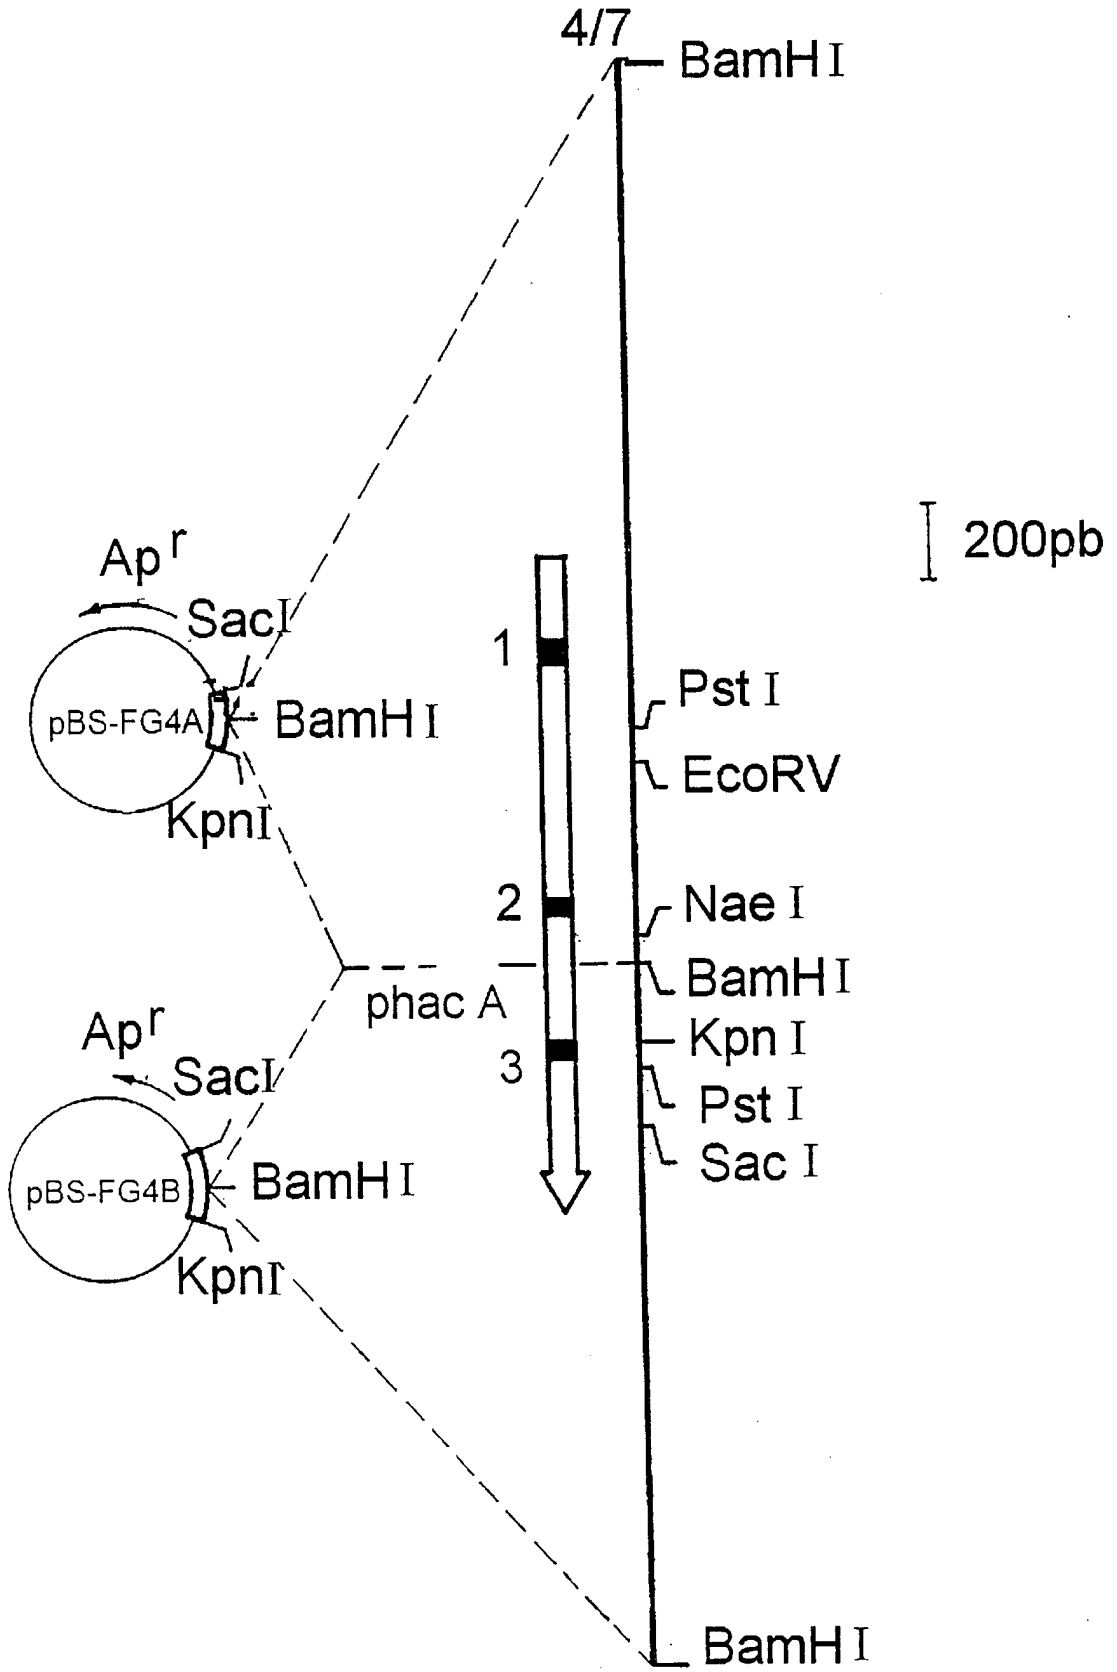 4/7
BamH I
200pb
Ap r
SacI
pBS-FG4A
BamH I
KpnI
1
Pst I
EcoRV
2
Nae I
BamH I
phac A
Kpn I
3
Pst I
Sac I
Ap r
SacI
pBS-FG4B
BamH I
KpnI
BamH I